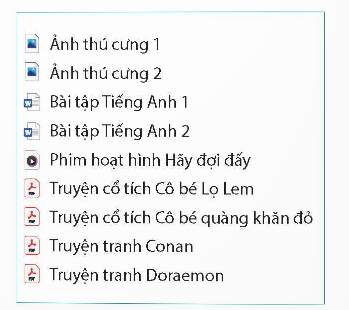 Ảnh thú cưng 1
Ảnh thú cưng 2
Bài tập Tiếng Anh 1
Bài tập Tiếng Anh 2
Phim hoạt hình Hãy đợi đấy
Truyện cổ tích Cô bé Lọ Lem
Truyện cổ tích Cô bé quàng khăn đỏ
Truyện tranh Conan
Truyện tranh Doraemon